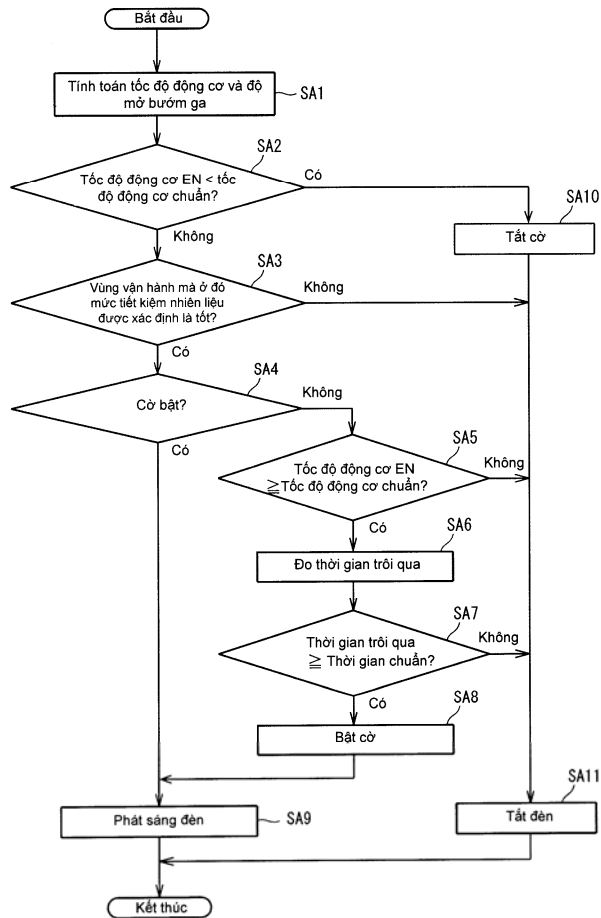 Bắt đầu
Tính toán tốc độ động cơ và độ
mở bướm ga
SA1
SA2
Tốc độ động cơ EN < tốc
độ động cơ chuẩn?
Có
Không
SA10
Tắt cờ
SA3
Vùng vận hành mà ở đó
mức tiết kiệm nhiên liệu
được xác định là tốt?
Không
Có
SA4
Cờ bật?
Không
Có
SA5
Tốc độ động cơ EN
≧Tốc độ động cơ chuẩn?
Không
Có
SA6
Đo thời gian trôi qua
SA7
Thời gian trôi qua
≧ Thời gian chuẩn?
Không
Có
SA8
Bật cờ
Phát sáng đèn
SA9
SA11
Tắt đèn
Kết thúc